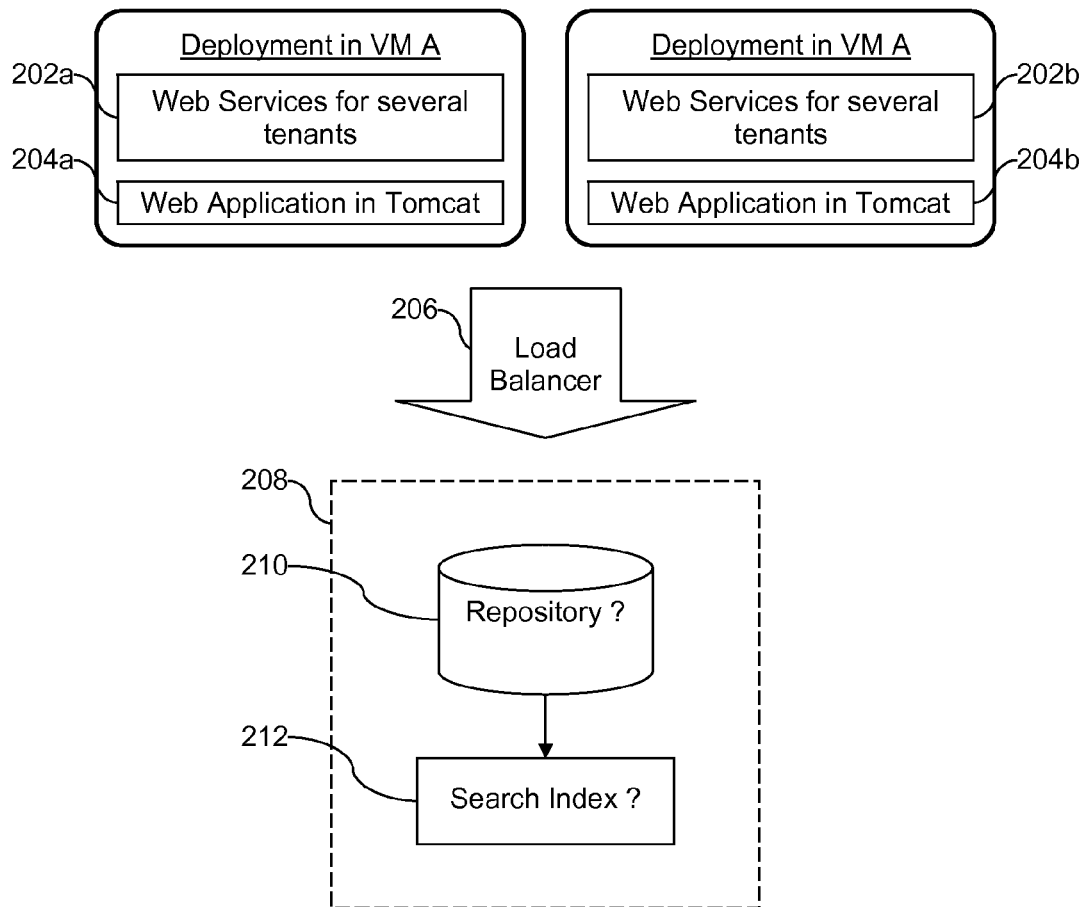 Deployment in VM A
Deployment in VM A
202a
Web Services for several
tenants
Web Services for several
tenants
202b
204a
Web Application in Tomcat
Web Application in Tomcat
204b
206
Load
Balancer
208
210
Repository ?
212
Search Index ?